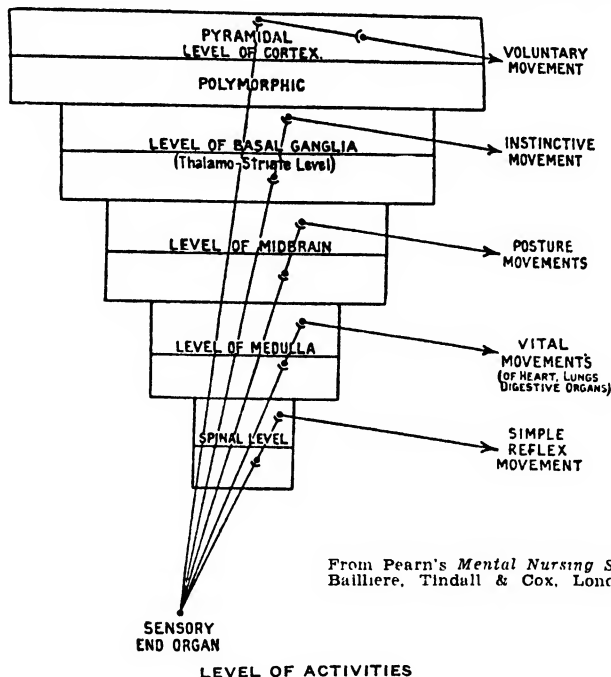 PYRAMIDAL
LEVEL OF CORTEX.
VOLUNTARY
MOVEMENT
POLYMORPHIC
LEVEL OF BASAL GANGLIA
(Thalamo-Striate Level)
INSTINCTIVE
MOVEMENT
LEVEL OF MIDBRAIN
POSTURE
MOVEMENTS
LEVEL OF MEDULLA
VITAL
MOVEMENTS
(OF HEART, LUNGS
DIGESTIVE ORGANS)
SPINAL LEVEL
SIMPLE
REFLEX
MOVEMENT
From Pearn's Mental Nursing
Bailliere, Tindall & Cox,
SENSORY
END ORGAN
LEVEL OF ACTIVITIES